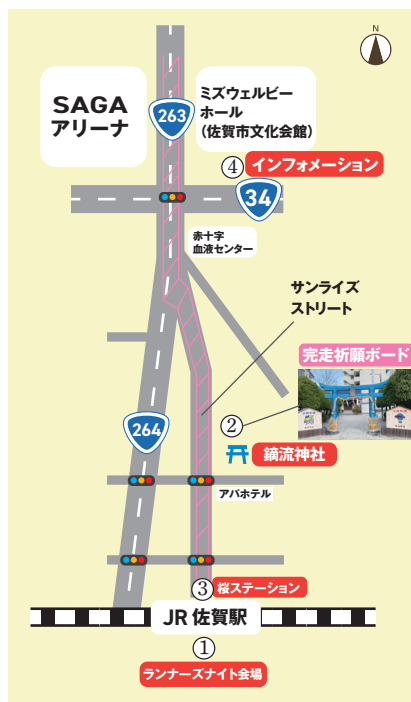 N
SAGA
アリーナ
263
ミズウェルビー
ホール
(佐賀市文化会館)
④ インフォメーション
34
赤十字
血液センター
サンライズ
ストリート
完走祈願ボード
264
②
鏑流神社
アパホテル
③ 桜ステーション
JR 佐賀駅
①
ランナーズナイト会場